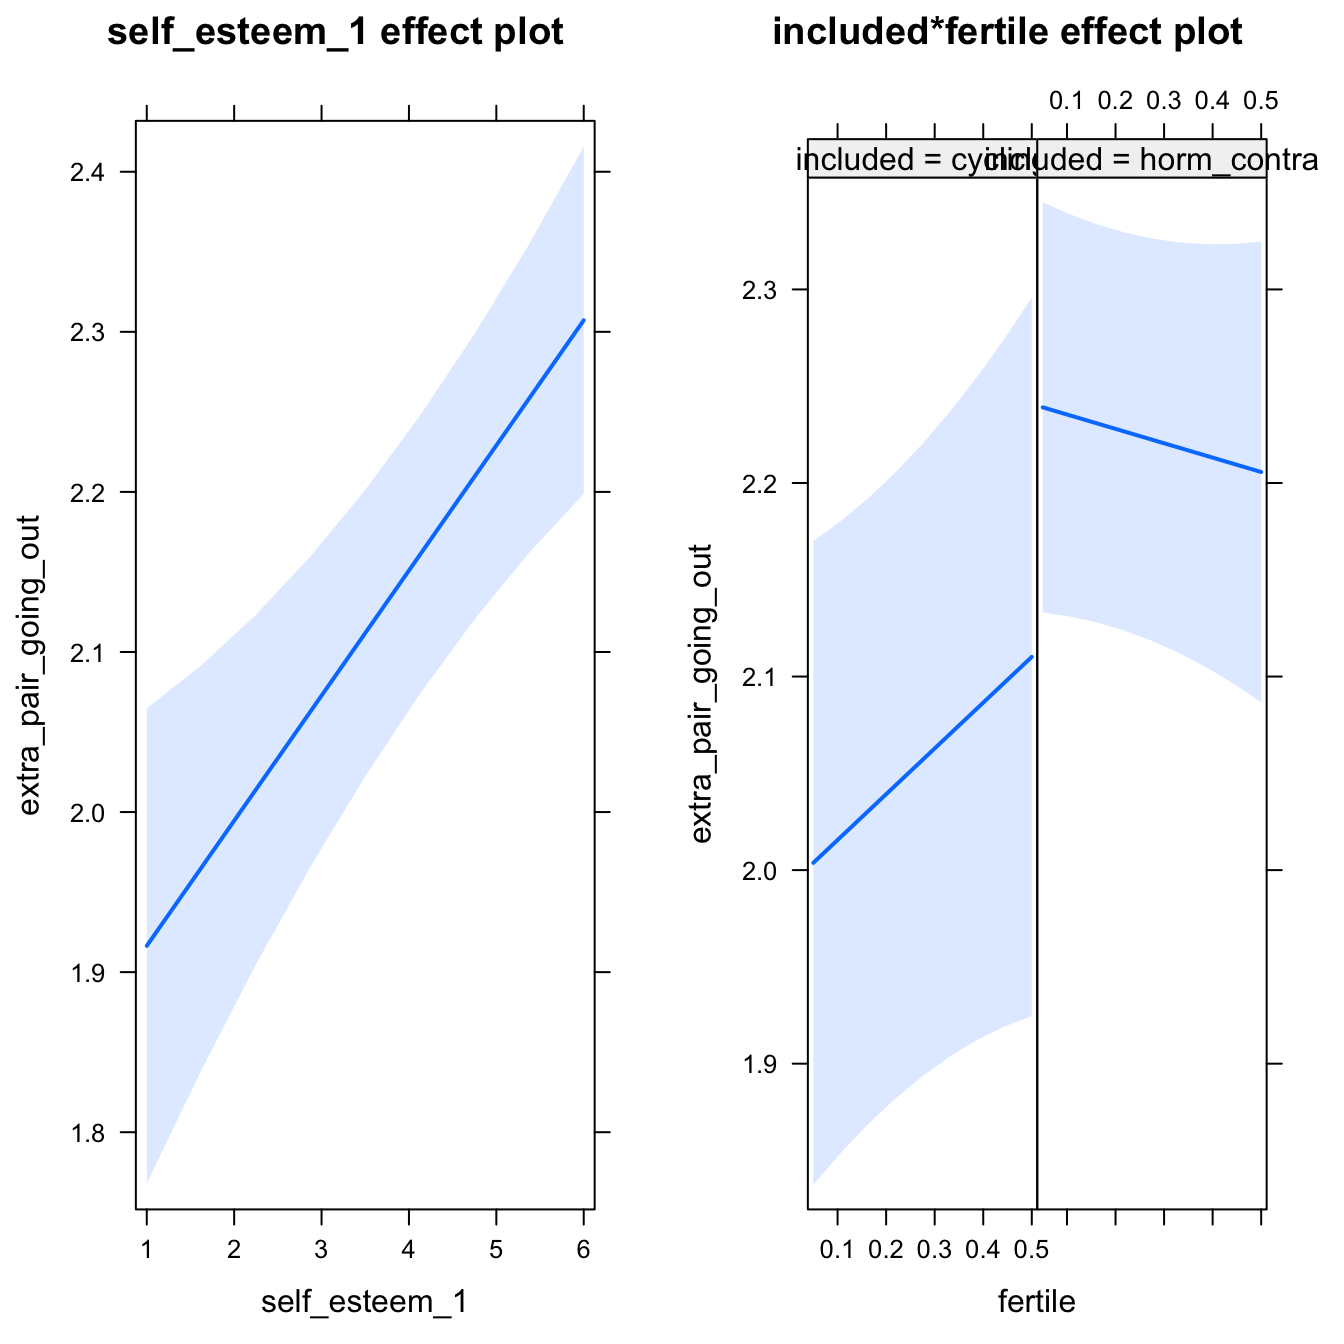 self_esteem_1 effect plot
2.4
2.3
2.2
2.1
2.0
1.9
1.8
extra_pair_going_out
1 2 3 4 5 6
self_esteem_1
included*fertile effect plot
0.1 0.2 0.3 0.4 0.5
included = cycling
included = horm_contra
2.3
2.2
2.1
2.0
1.9
extra_pair_going_out
0.1 0.2 0.3 0.4 0.5
fertile